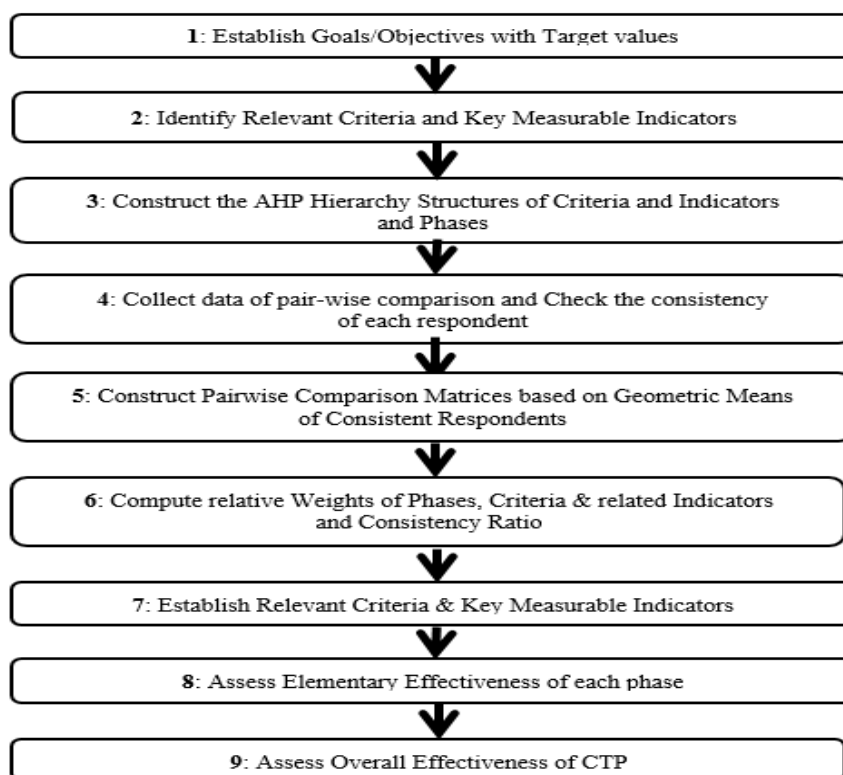 1: Establish Goals/Objectives with Target values
2: Identify Relevant Criteria and Key Measurable Indicators
3: Construct the AHP Hierarchy Structures of Criteria and Indicators
and Phases
4: Collect data of pair-wise comparison and Check the consistency
of each respondent
5: Construct Pairwise Comparison Matrices based on Geometric Means
of Consistent Respondents
6: Compute relative Weights of Phases, Criteria & related Indicators
and Consistency Ratio
7: Establish Relevant Criteria & Key Measurable Indicators
8: Assess Elementary Effectiveness of each phase
9: Assess Overall Effectiveness of CTP